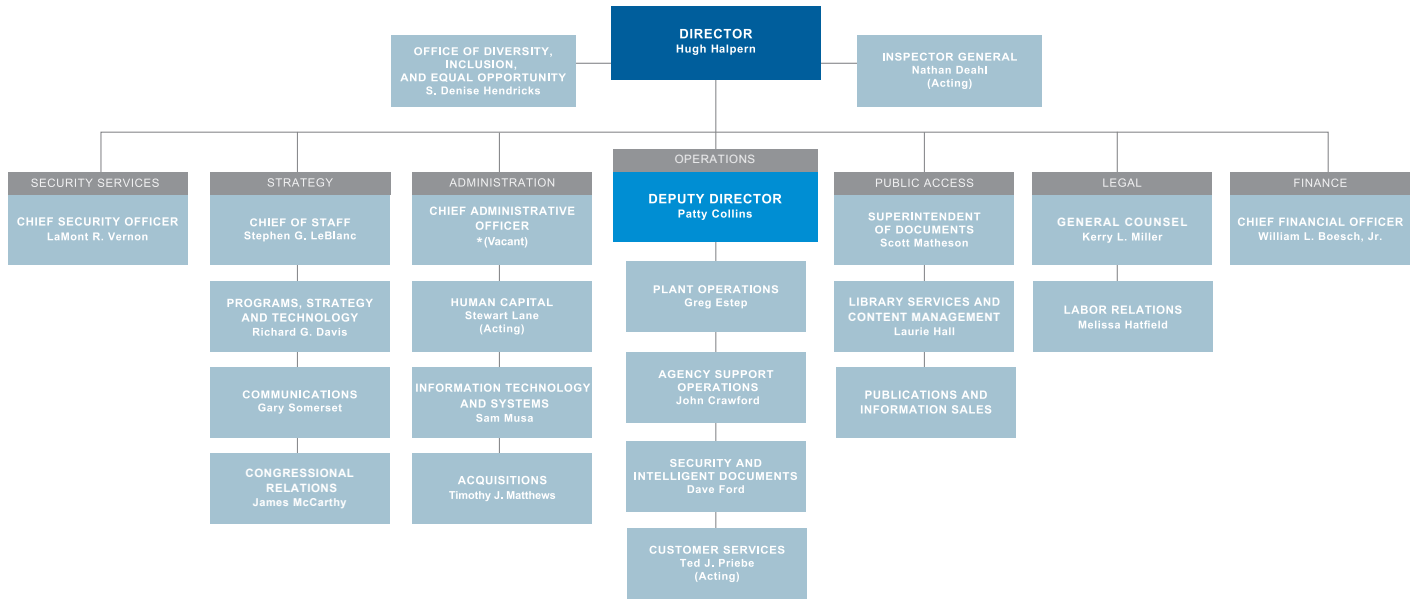 DIRECTOR
Hugh Halpern
OFFICE OF DIVERSITY,
INCLUSION,
AND EQUAL OPPORTUNITY
S. Denise Hendricks
INSPECTOR GENERAL
Nathan Deahl
(Acting)
SECURITY SERVICES
CHIEF SECURITY OFFICER
LaMont R. Vernon
STRATEGY
CHIEF OF STAFF
Stephen G. LeBlanc
PROGRAMS, STRATEGY
AND TECHNOLOGY
Richard G. Davis
COMMUNICATIONS
Gary Somerset
CONGRESSIONAL
RELATIONS
James McCarthy
ADMINISTRATION
CHIEF ADMINISTRATIVE
OFFICER
*(Vacant)
HUMAN CAPITAL
Stewart Lane
(Acting)
INFORMATION TECHNOLOGY
AND SYSTEMS
Sam Musa
ACQUISITIONS
Timothy J. Matthews
OPERATIONS
DEPUTY DIRECTOR
Patty Collins
PLANT OPERATIONS
Greg Estep
AGENCY SUPPORT
OPERATIONS
John Crawford
SECURITY AND
INTELLIGENT DOCUMENTS
Dave Ford
CUSTOMER SERVICES
Ted J. Priebe
(Acting)
PUBLIC ACCESS
SUPERINTENDENT
OF DOCUMENTS
Scott Matheson
LIBRARY SERVICES AND
CONTENT MANAGEMENT
Laurie Hall
PUBLICATIONS AND
INFORMATION SALES
LEGAL
GENERAL COUNSEL
Kerry L. Miller
LABOR RELATIONS
Melissa Hatfield
FINANCE
CHIEF FINANCIAL OFFICER
William L. Boesch, Jr.